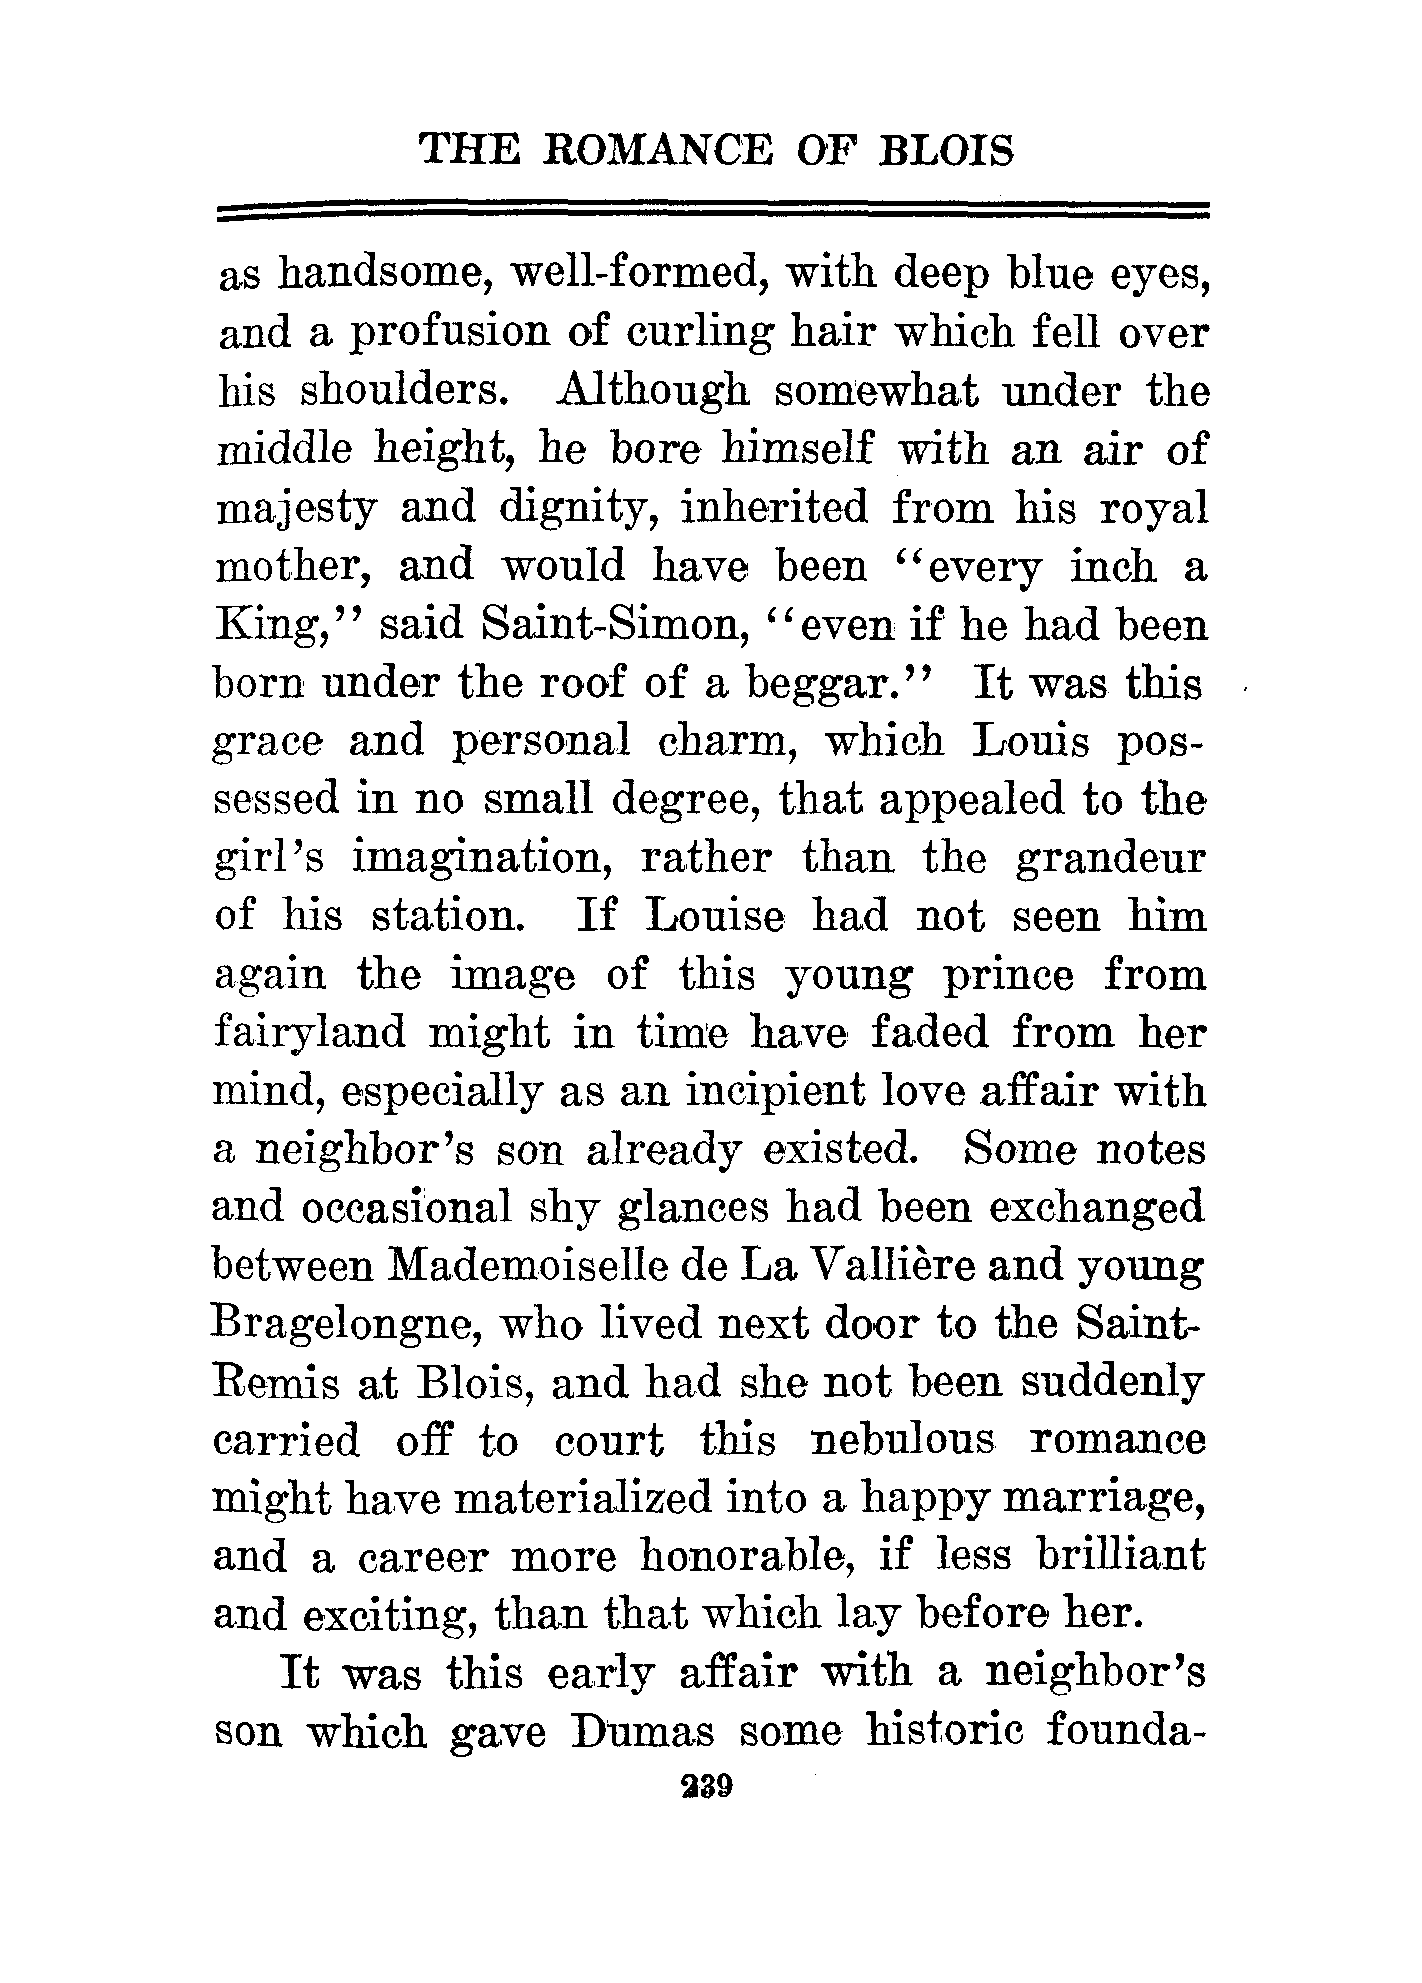 THE ROMANCE OF BLOIS
as handsome, well-formed, with deep blue eyes,
and a profusion of curling hair which fell over
his shoulders. Although somewhat under the
middle height, he bore himself with an air of
majesty and dignity, inherited from his royal
mother, and would have been "every inch a
King," said Saint-Simon, "even if he had been
born under the roof of a beggar." It was this
grace and personal charm, which Louis pos-
sessed in no small degree, that appealed to the
girl's imagination, rather than the grandeur
of his station. If Louise had not seen him
again the image of this young prince from
fairyland might in time have faded from her
mind, especially as an incipient love affair with
a neighbor's son already existed. Some notes
and occasional shy glances had been exchanged
between Mademoiselle de La Vallière and young
Bragelongne, who lived next door to the Saint-
Remis at Blois, and had she not been suddenly
carried off to court this nebulous romance
might have materialized into a happy marriage,
and a career more honorable, if less brilliant
and exciting, than that which lay before her.
It was this early affair with a neighbor's
son which gave Dumas some historic founda-
239